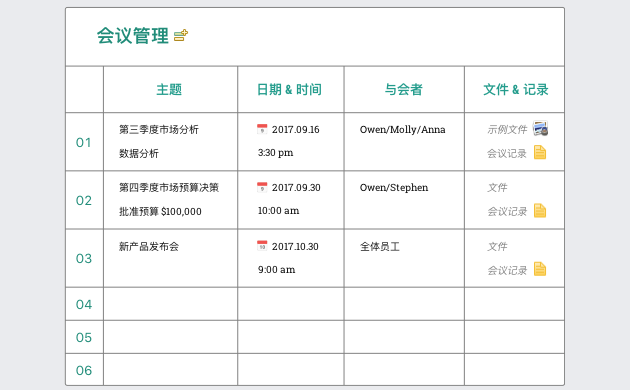 会议管理
主题 日期 & 时间 与会者 文件 & 记录
01 第三季度市场分析 2017.09.16 Owen/Molly/Anna 示例文件
数据分析 3:30 pm 会议记录
02 第四季度市场预算决策 2017.09.30 Owen/Stephen 文件
批准预算 $100,000 10:00 am 会议记录
03 新产品发布会 2017.10.30 全体员工 文件
9:00 am 会议记录
04
05
06